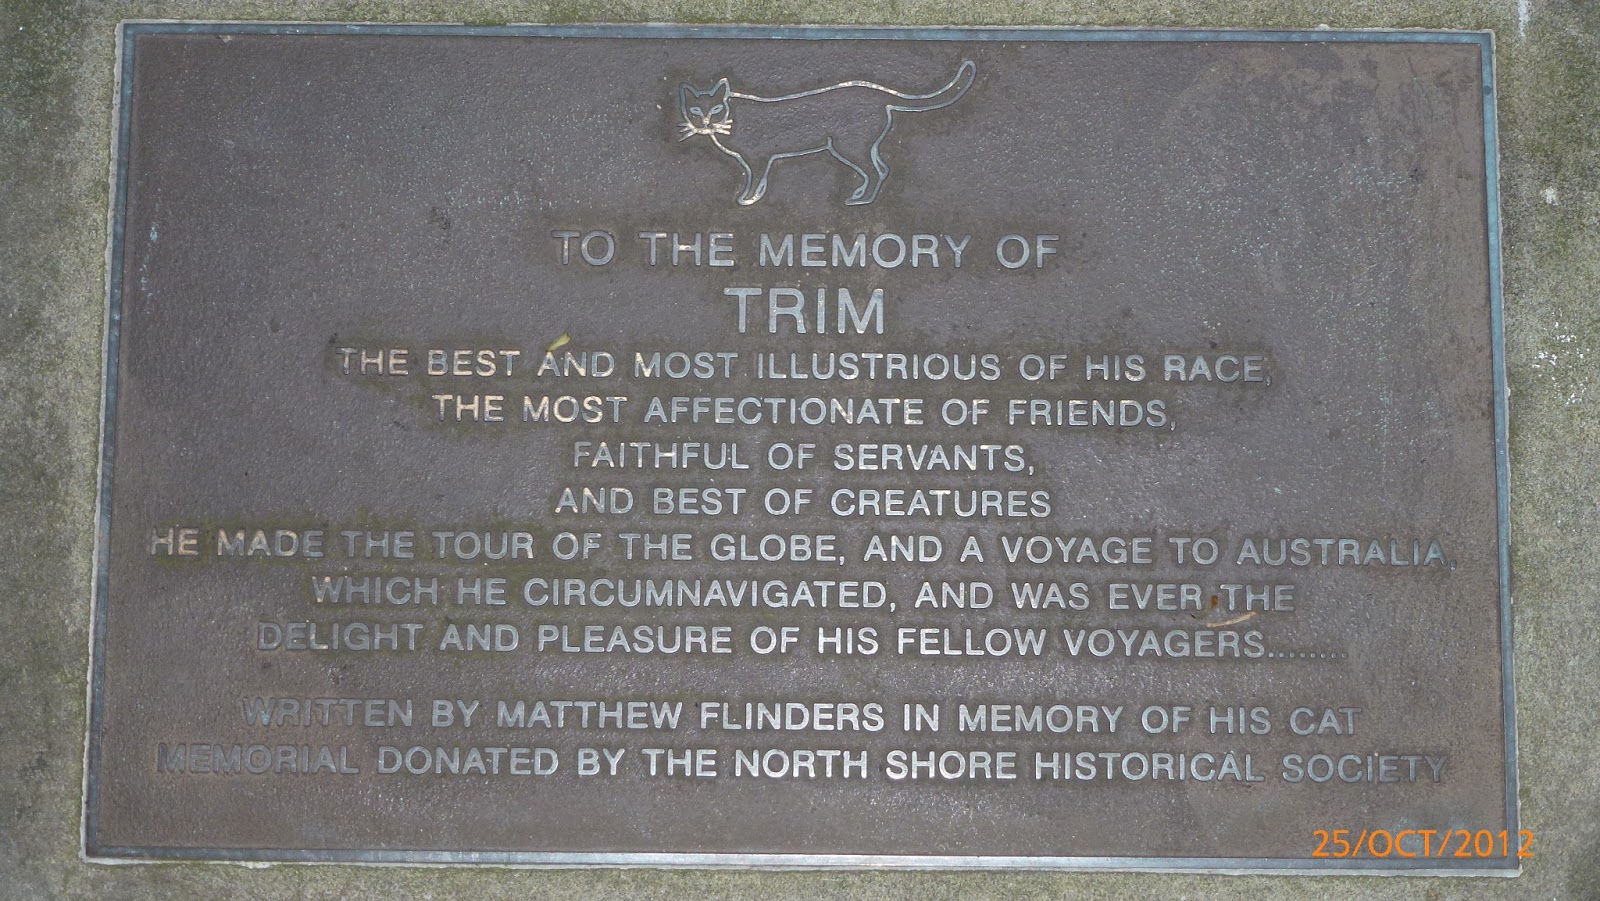 TO THE MEMORY OF
TRIM
THE BEST AND MOST ILLUSTRIOUS OF HIS RACE,
THE MOST AFFECTIONATE OF FRIENDS,
FAITHFUL OF SERVANTS,
AND BEST OF CREATURES
HE MADE THE TOUR OF THE GLOBE, AND A VOYAGE TO AUSTRALIA,
WHICH HE CIRCUMNAVIGATED, AND WAS EVER THE
DELIGHT AND PLEASURE OF HIS FELLOW VOYAGERS........
WRITTEN BY MATTHEW FLINDERS IN MEMORY OF HIS CAT
MEMORIAL DONATED BY THE NORTH SHORE HISTORICAL SOCIETY
25/OCT/2012